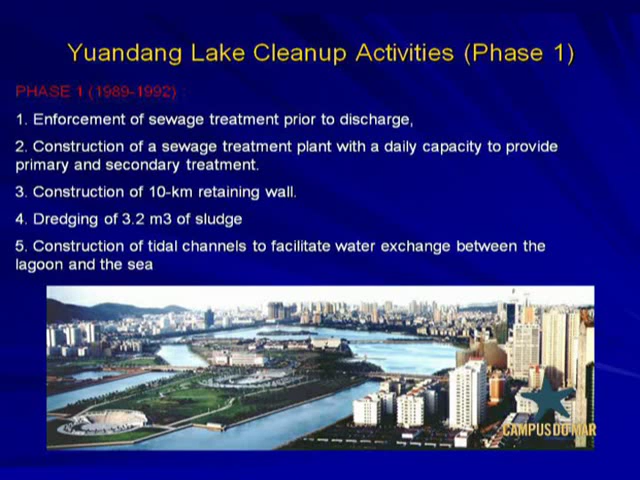 Yuandang Lake Cleanup Activities (Phase 1)
PHASE 1 (1989-1992) :
1. Enforcement of sewage treatment prior to discharge,
2. Construction of a sewage treatment plant with a daily capacity to provide
primary and secondary treatment.
3. Construction of 10-km retaining wall.
4. Dredging of 3.2 m3 of sludge
5. Construction of tidal channels to facilitate water exchange between the
lagoon and the sea
CAMPUS DO MAR